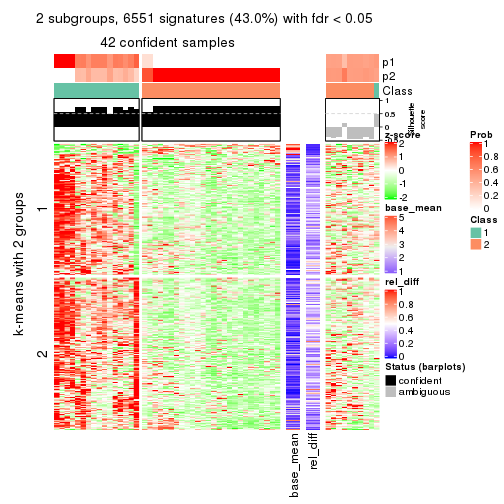 2 subgroups, 6551 signatures (43.0%) with fdr < 0.05
42 confident samples
p1
p2
Class
1
0.5
0
Silhouette
score
k-means with 2 groups
1
2
base_mean
rel_diff
z-score
2
1
0
-1
-2
base_mean
5
4
3
2
1
rel_diff
1
0.8
0.6
0.4
0.2
0
Status (barplots)
confident
ambiguous
Prob
1
0.8
0.6
0.4
0.2
0
Class
1
2